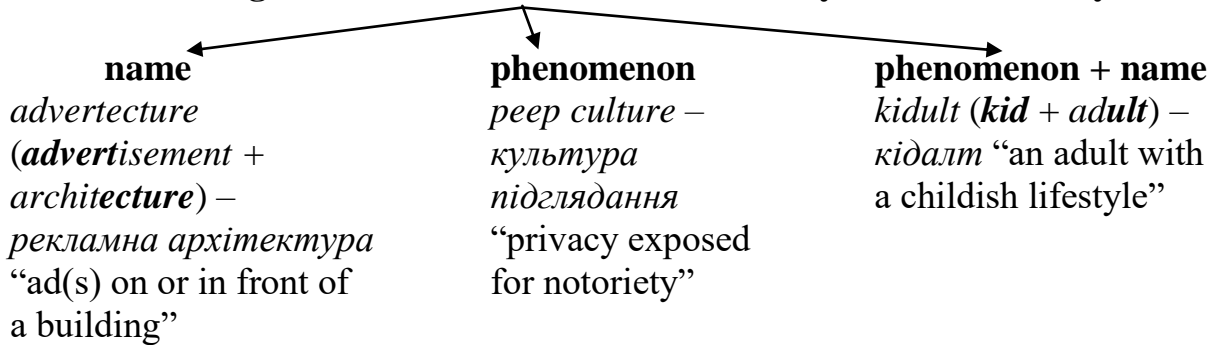 name
advertecture
(advertisement +
architecture) –
рекламна архітектура
“ad(s) on or in front of
a building”
phenomenon
peep culture –
культура
підглядання
“privacy exposed
for notoriety”
phenomenon + name
kidult (kid + adult) –
кідалт “an adult with
a childish lifestyle”